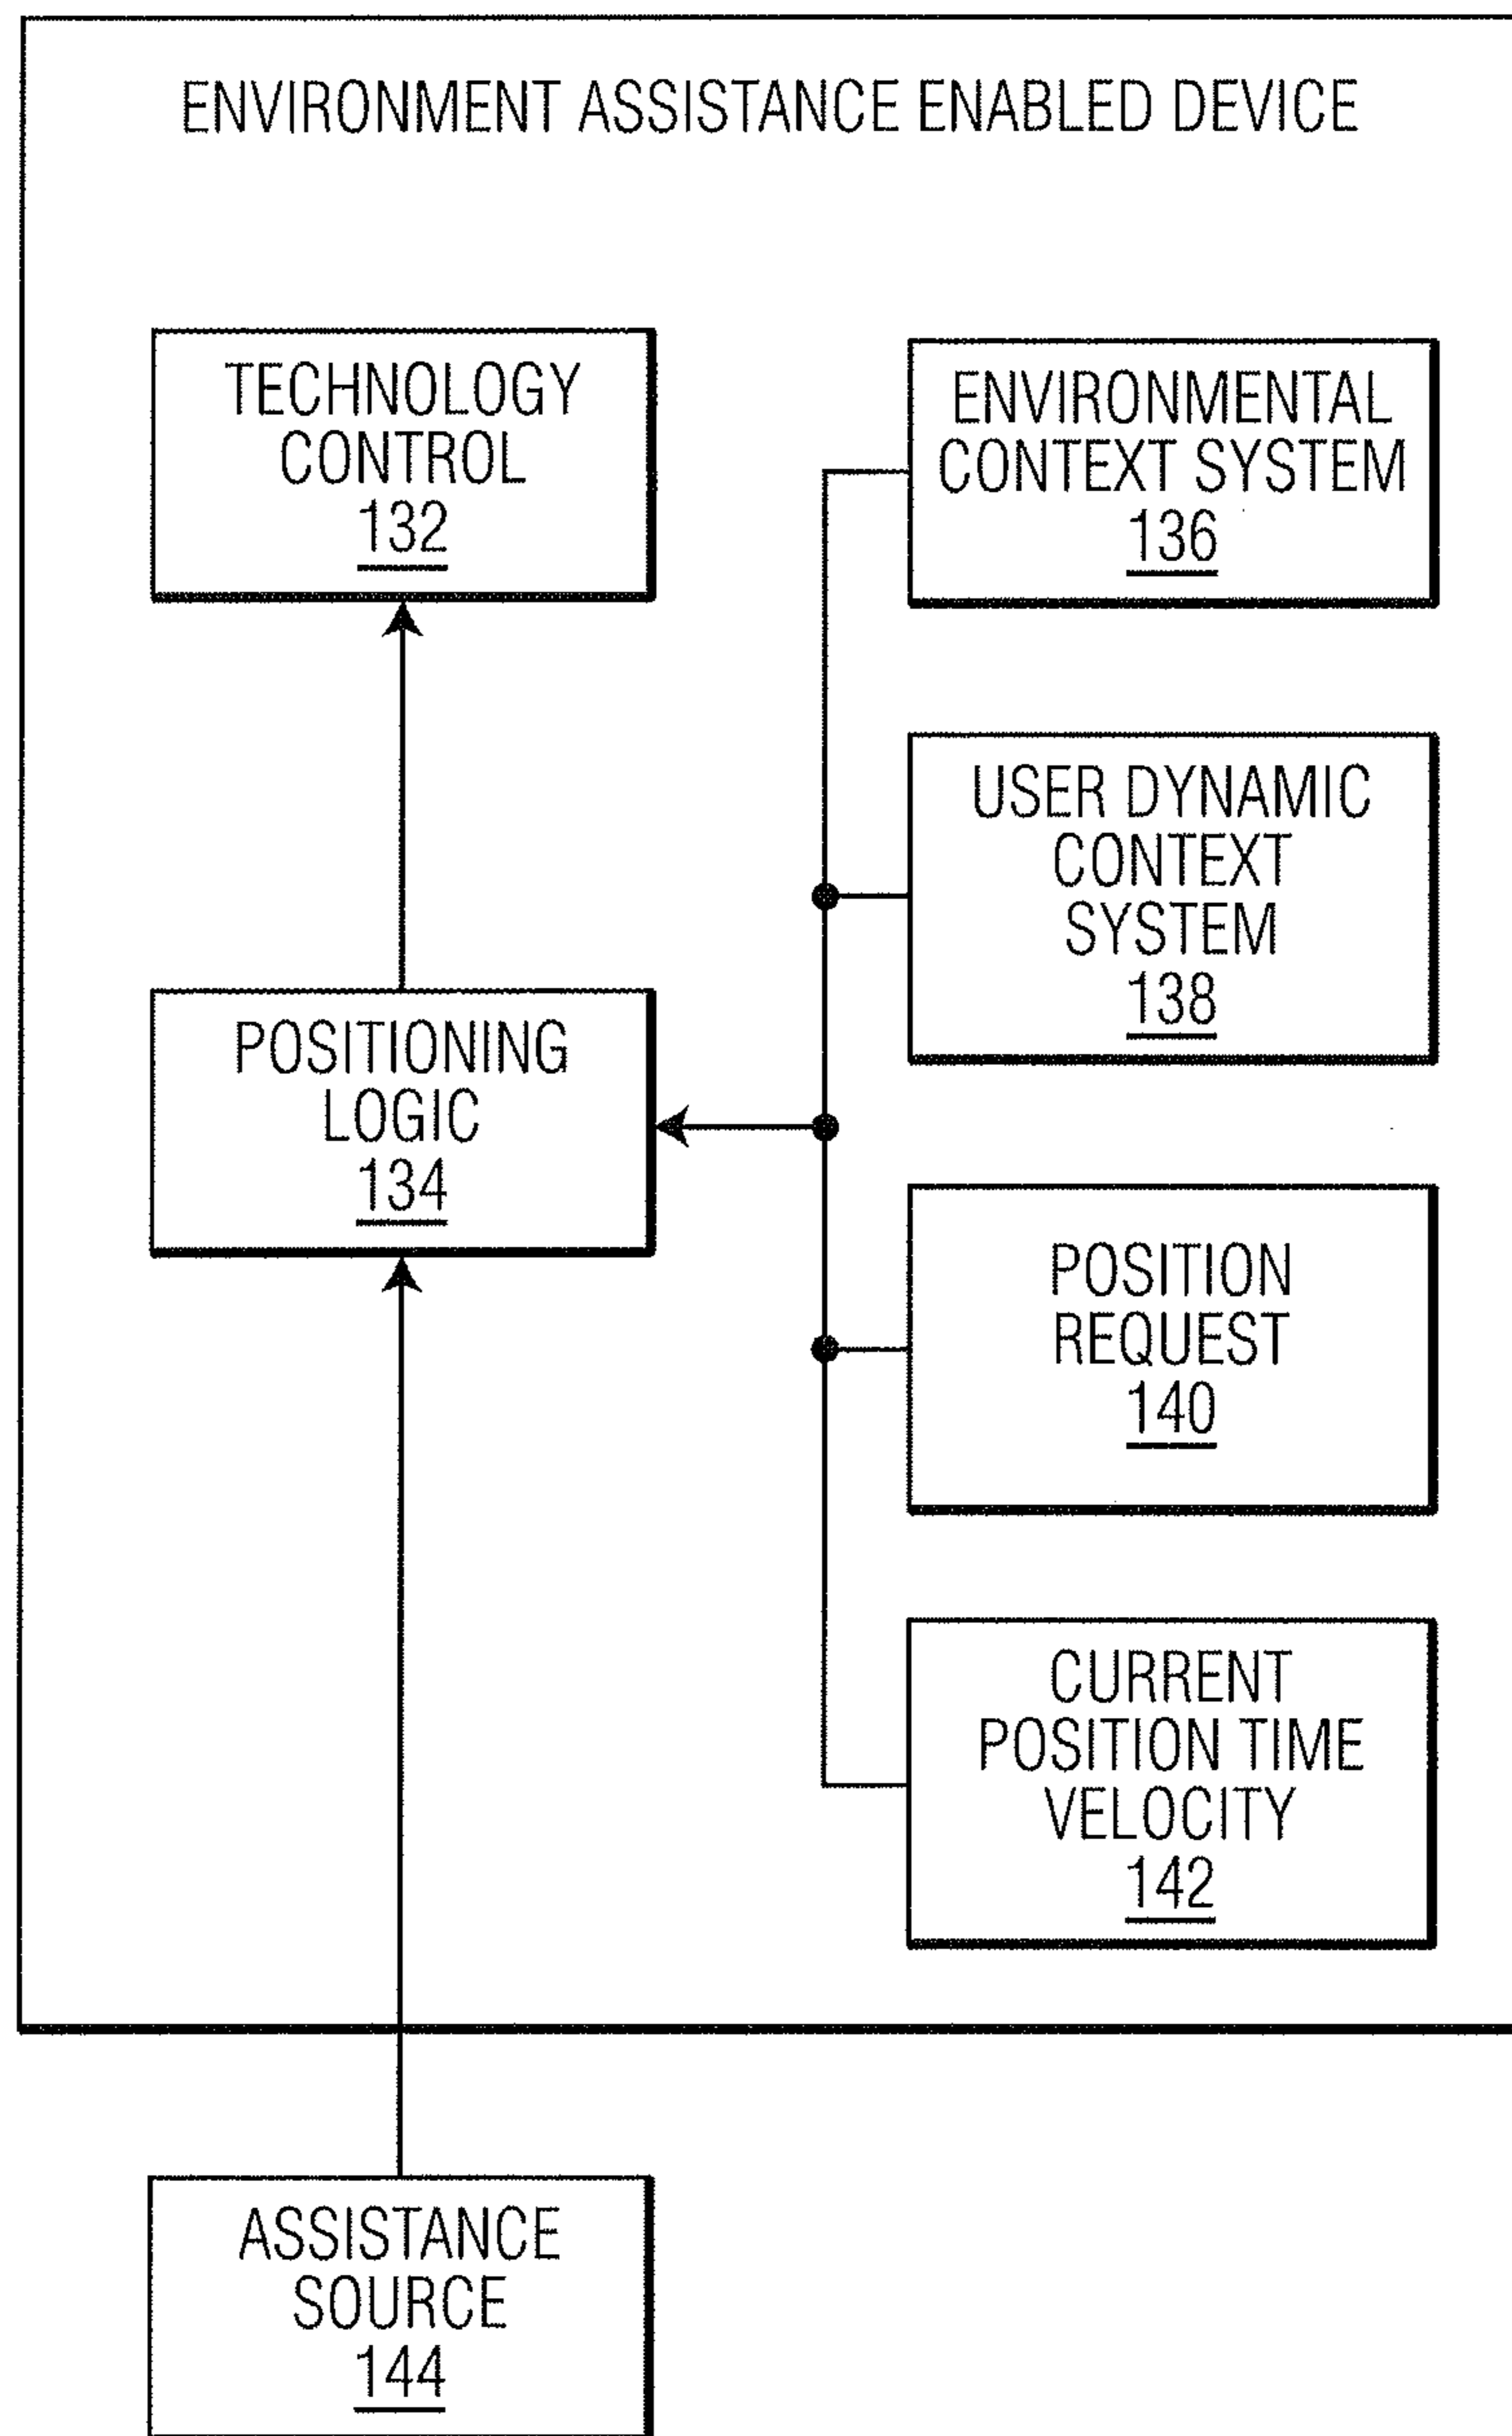 ENVIRONMENT ASSISTANCE ENABLED DEVICE
TECHNOLOGY
CONTROL
132
ENVIRONMENTAL
CONTEXT SYSTEM
136
USER DYNAMIC
CONTEXT
SYSTEM
138
POSITIONING
LOGIC
134
POSITION
REQUEST
140
CURRENT
POSITION TIME
VELOCITY
142
ASSISTANCE
SOURCE
144